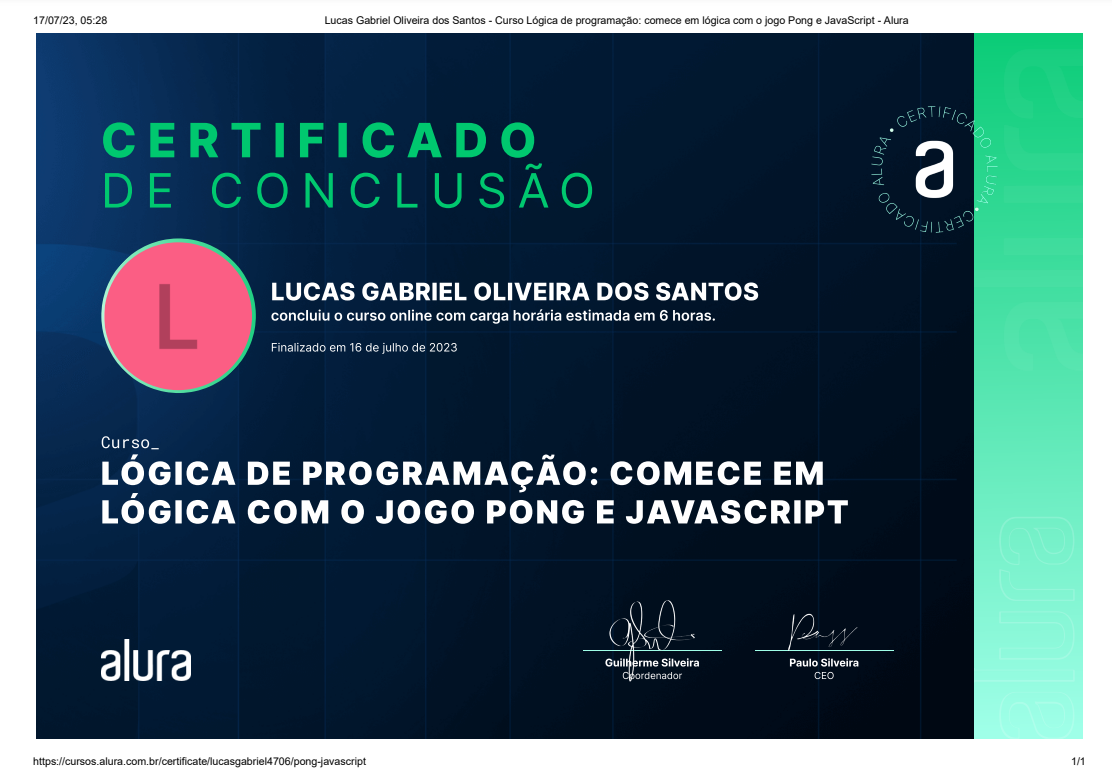 17/07/23, 05:28
Lucas Gabriel Oliveira dos Santos - Curso Lógica de programação: comece em lógica com o jogo Pong e JavaScript - Alura
CERTIFICADO
DE CONCLUSÃO
CERTIFICADO ALURA • CERTIFICADO ALURA •
a
L
LUCAS GABRIEL OLIVEIRA DOS SANTOS
concluiu o curso online com carga horária estimada em 6 horas.
Finalizado em 16 de julho de 2023
Curso_
LÓGICA DE PROGRAMAÇÃO: COMECE EM
LÓGICA COM O JOGO PONG E JAVASCRIPT
alura
Guilherme Silveira
Coordenador
Paulo Silveira
CEO
alura
alura
alura
https://cursos.alura.com.br/certificate/lucasgabriel4706/pong-javascript
1/1